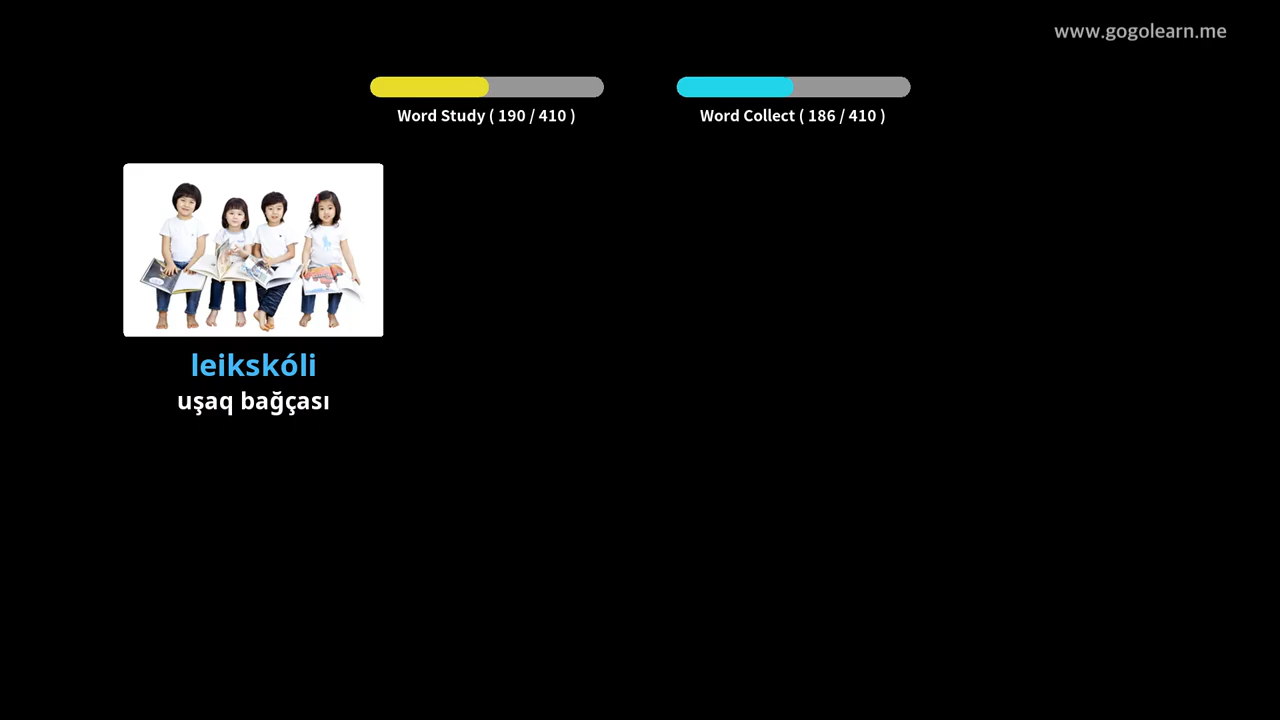 www.gogolearn.me
Word Study ( 190 / 410 )
Word Collect ( 186 / 410 )
leikskóli
uşaq bağçası